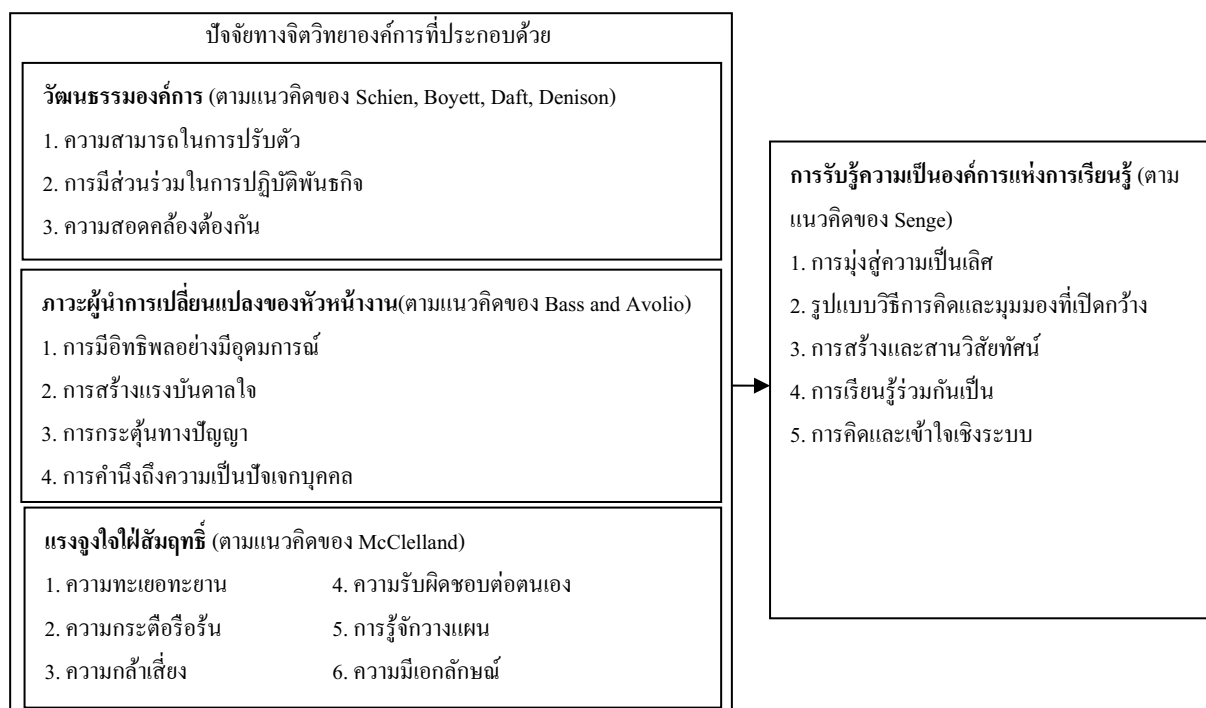 ปัจจัยทางจิตวิทยาองค์การที่ประกอบด้วย
วัฒนธรรมองค์การ (ตามแนวคิดของ Schien, Boyett, Daft, Denison)
1. ความสามารถในการปรับตัว
2. การมีส่วนร่วมในการปฏิบัติพันธกิจ
3. ความสอดคล้องต้องกัน
ภาวะผู้นำการเปลี่ยนแปลงของหัวหน้างาน(ตามแนวคิดของ Bass and Avolio)
1. การมีอิทธิพลอย่างมีอุดมการณ์
2. การสร้างแรงบันดาลใจ
3. การกระตุ้นทางปัญญา
4. การคำนึงถึงความเป็นปัจเจกบุคคล
แรงจูงใจใฝ่สัมฤทธิ์ (ตามแนวคิดของ McClelland)
1. ความทะเยอทะยาน
2. ความกระตือรือร้น
3. ความกล้าเสี่ยง
4. ความรับผิดชอบต่อตนเอง
5. การรู้จักวางแผน
6. ความมีเอกลักษณ์
การรับรู้ความเป็นองค์การแห่งการเรียนรู้ (ตาม
แนวคิดของ Senge)
1. การมุ่งสู่ความเป็นเลิศ
2. รูปแบบวิธีการคิดและมุมมองที่เปิดกว้าง
3. การสร้างและสานวิสัยทัศน์
4. การเรียนรู้ร่วมกันเป็น
5. การคิดและเข้าใจเชิงระบบ